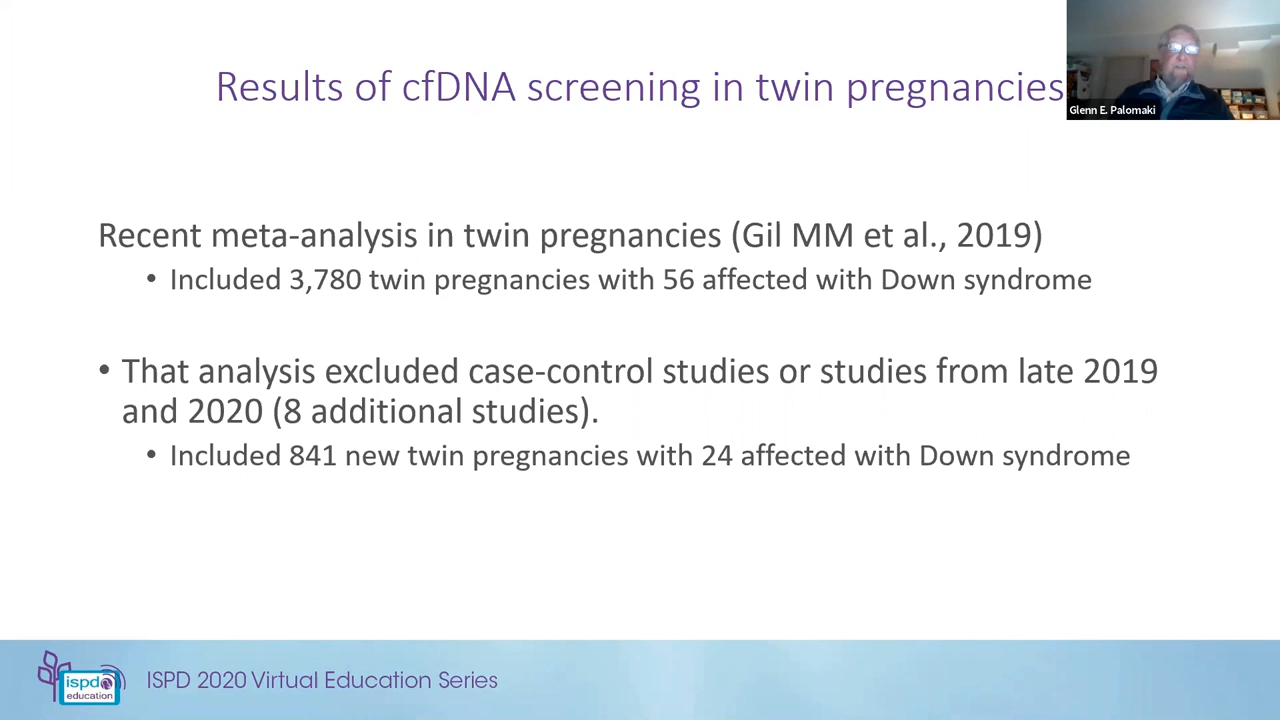 Results of cfDNA screening in twin pregnancies
Glenn E. Palomaki
Recent meta-analysis in twin pregnancies (Gil MM et al., 2019)
• Included 3,780 twin pregnancies with 56 affected with Down syndrome
• That analysis excluded case-control studies or studies from late 2019
and 2020 (8 additional studies).
• Included 841 new twin pregnancies with 24 affected with Down syndrome
ispd
education
ISPD 2020 Virtual Education Series